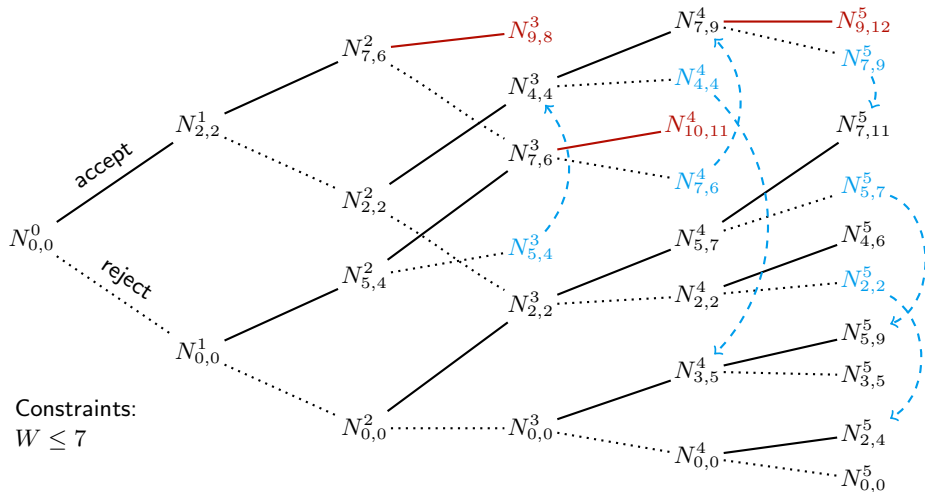 $N^4_{7,9}$ $N^5_{9,12}$
$N^3_{9,8}$
$N^2_{7,6}$ $N^5_{7,9}$
$N^4_{4,4}$
$N^3_{4,4}$
$N^1_{2,2}$ $N^4_{10,11}$ $N^5_{7,11}$
accept $N^3_{7,6}$
$N^4_{7,6}$ $N^5_{5,7}$
$N^2_{2,2}$
$N^0_{0,0}$ $N^3_{5,4}$ $N^4_{5,7}$ $N^5_{4,6}$
reject $N^2_{5,4}$ $N^5_{2,2}$
$N^3_{2,2}$ $N^4_{2,2}$
$N^1_{0,0}$ $N^5_{5,9}$
$N^4_{3,5}$ $N^5_{3,5}$
Constraints:
$W \leq 7$ $N^2_{0,0}$ $N^3_{0,0}$ $N^5_{2,4}$
$N^4_{0,0}$ $N^5_{0,0}$